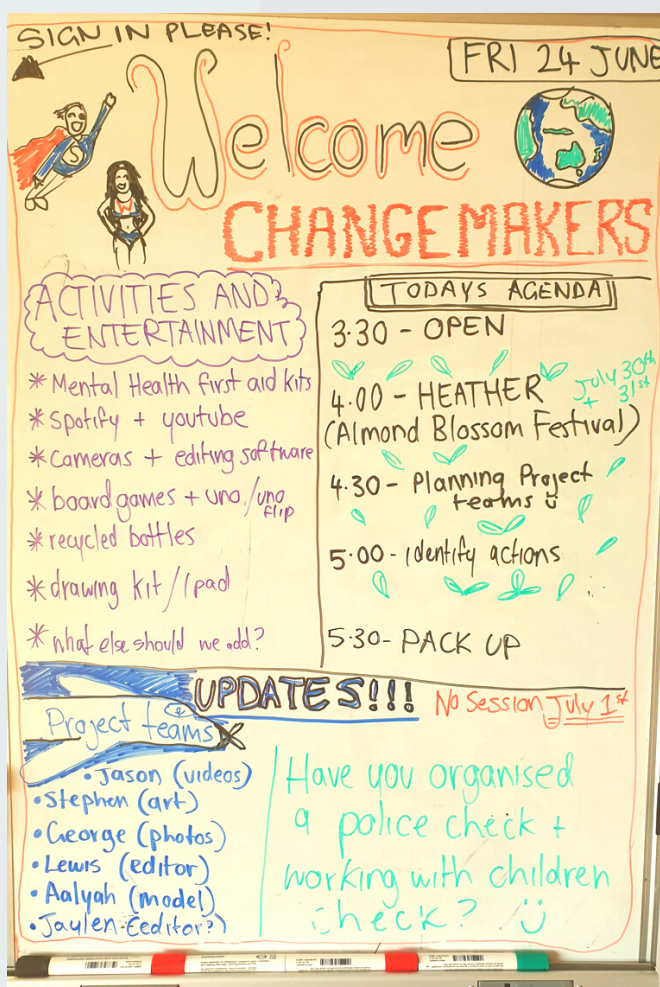 SIGN IN PLEASE!
FRI 24 JUNE
Welcome
CHANGEMAKERS
ACTIVITIES AND
ENTERTAINMENT
* Mental Health first aid kits
* Spotify + youtube
* cameras + editing software
* board games + uno/uno
flip
* recycled bottles
* drawing kit/Ipad
* what else should we add?
TODAYS AGENDA
3.30 - OPEN
4.00 - HEATHER
July 30th
+ 31st
(Almond Blossom Festival)
4.30 - Planning Project
teams
5.00 - identify actions
5.30 - PACK UP
UPDATES!!!
No Session July 1st
Project teams
• Jason (videos)
• Stephen (art)
• George (photos)
• Lewis (editor)
• Aalyah (model)
• Jaylen (editor?)
Have you organised
a police check +
working with children
check?